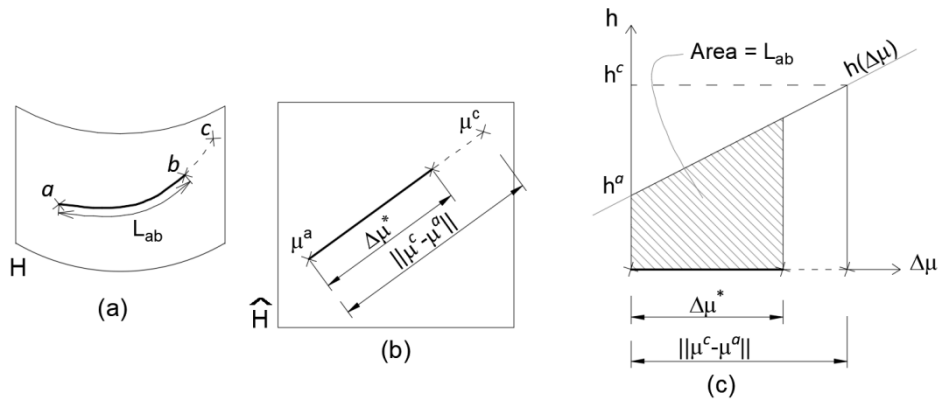 a
b
c
L_ab
H
(a)
μ^a
μ^c
Δμ^*
||μ^c-μ^a||
Ĥ
(b)
h
h^c
h^a
Area = L_ab
h(Δμ)
Δμ
Δμ^*
||μ^c-μ^a||
(c)